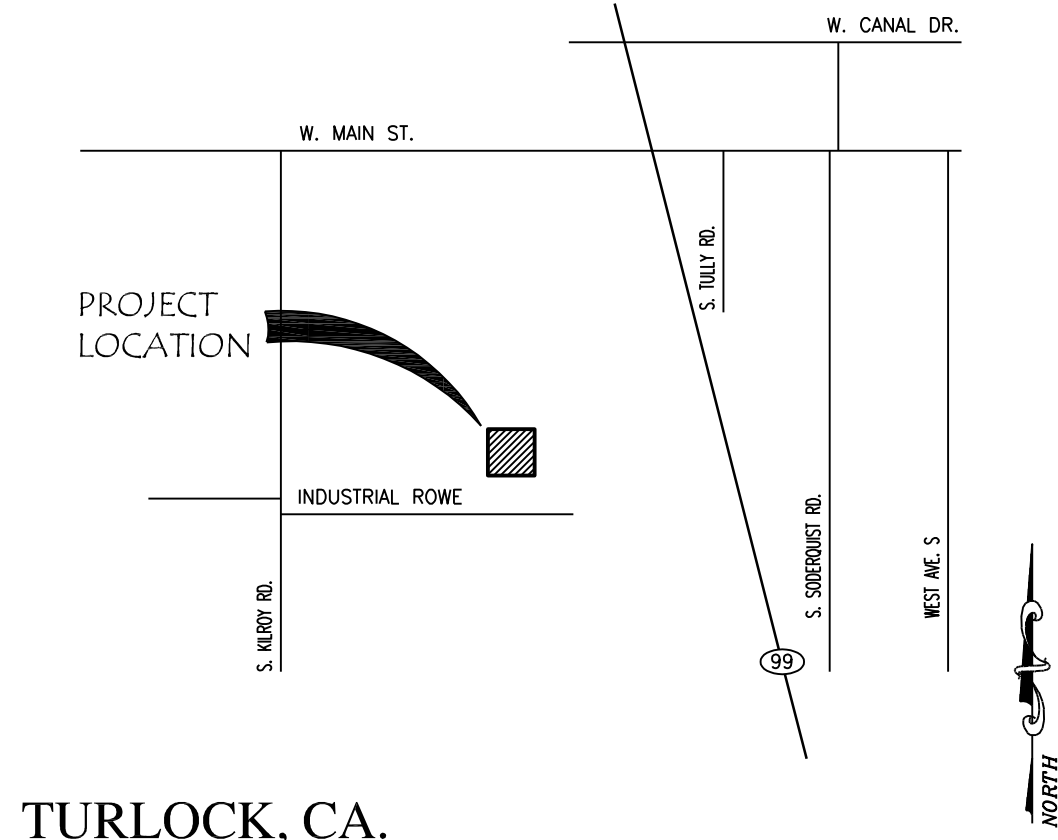 W. CANAL DR.
W. MAIN ST.
S. TULLY RD.
PROJECT
LOCATION
INDUSTRIAL ROWE
S. SODERQUIST RD.
WEST AVE. S
S. KILROY RD.
99
NORTH
TURLOCK, CA.